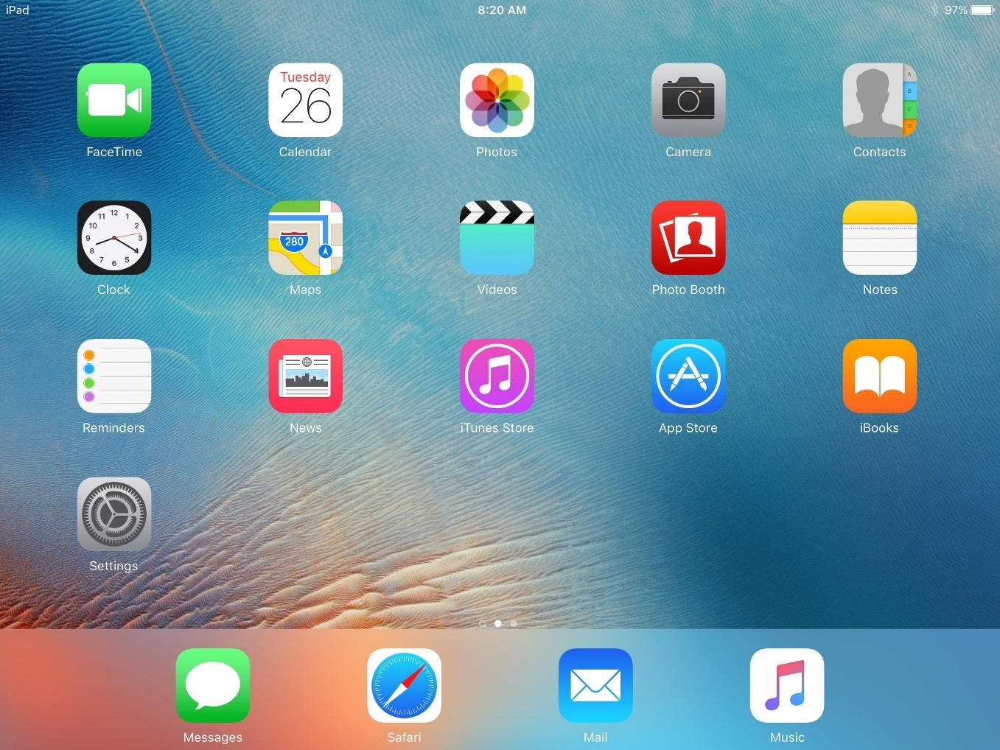 iPad 8:20 AM 97%
Tuesday
26
A
B
C
D
FaceTime Calendar Photos Camera Contacts
12
11 1
10 2
9 3
8 4
7 5
6
280
Clock Maps Videos Photo Booth Notes
Reminders News iTunes Store App Store iBooks
Settings
Messages Safari Mail Music